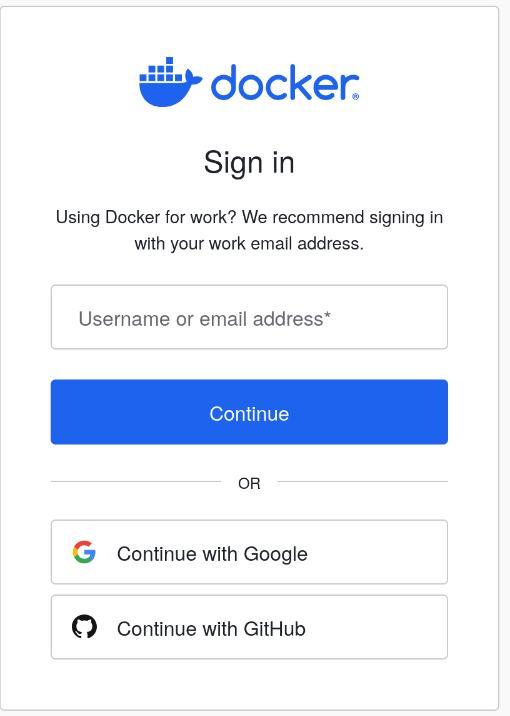 docker®
Sign in
Using Docker for work? We recommend signing in
with your work email address.
Username or email address*
Continue
OR
Continue with Google
Continue with GitHub